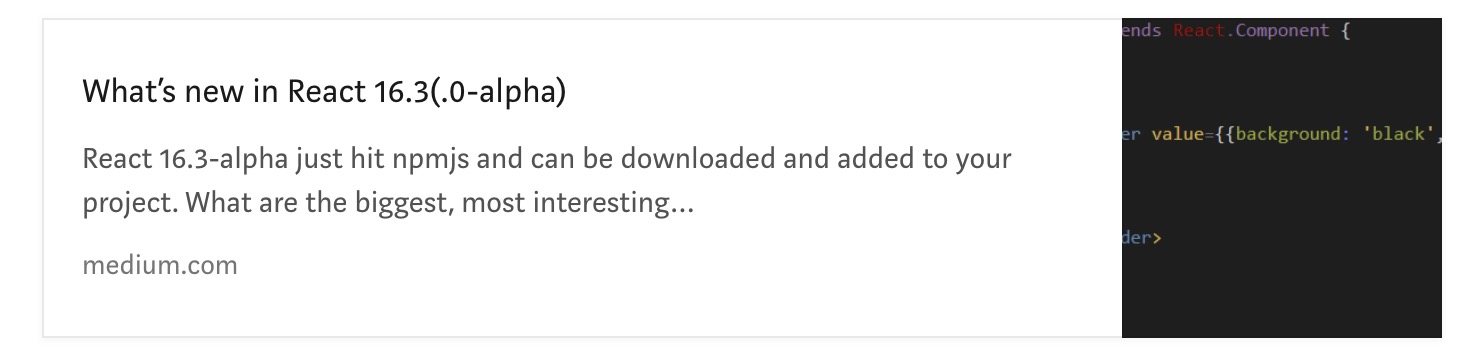 What's new in React 16.3(.0-alpha)
React 16.3-alpha just hit npmjs and can be downloaded and added to your
project. What are the biggest, most interesting...
medium.com
ends React.Component {
er value={{background: 'black',
der>